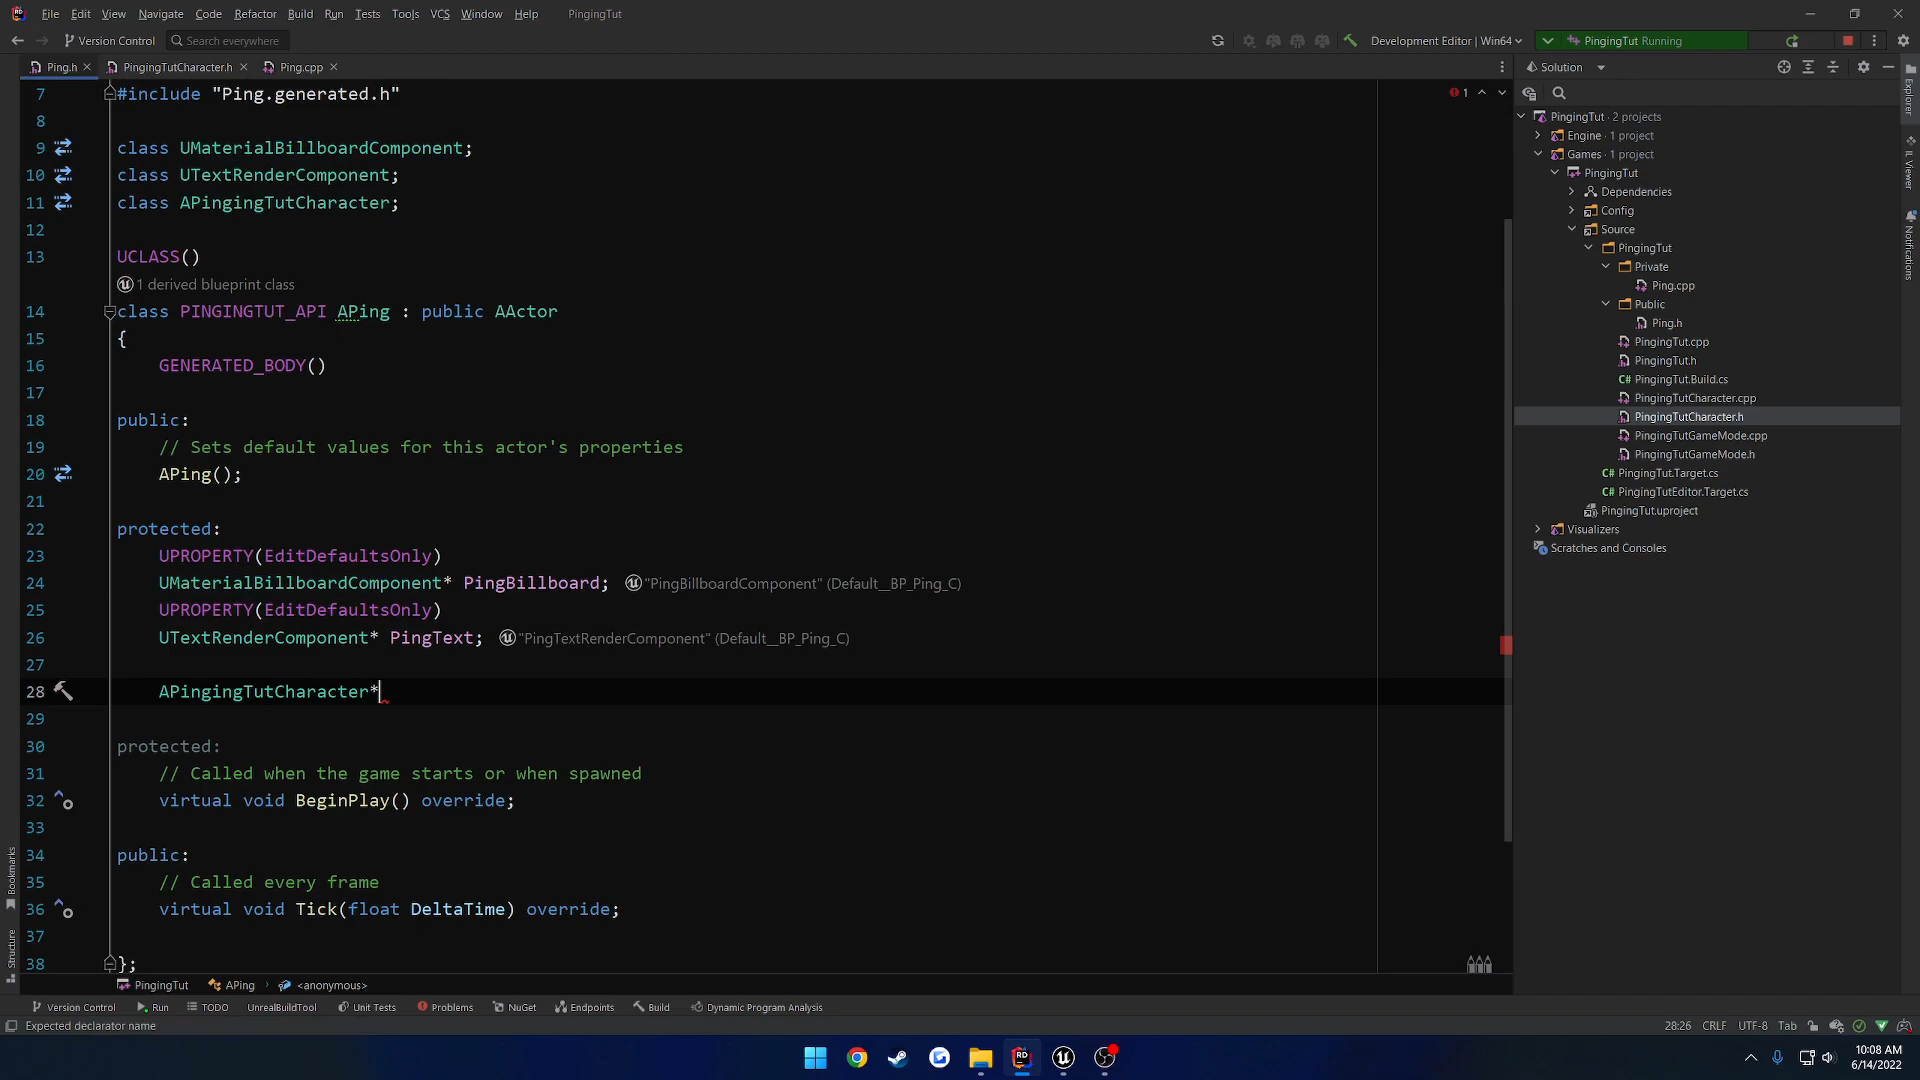 File Edit View Navigate Code Refactor Build Run Tests Tools VCS Window Help PingingTut
Version Control Search everywhere Development Editor | Win64 PingingTut Running
Ping.h PingingTutCharacter.h Ping.cpp Solution
7 #include "Ping.generated.h" 1
8
9 class UMaterialBillboardComponent;
10 class UTextRenderComponent;
11 class APingingTutCharacter;
12
13 UCLASS()
1 derived blueprint class
14 class PINGINGTUT_API APing : public AActor
15 {
16 GENERATED_BODY()
17
18 public:
19 // Sets default values for this actor's properties
20 APing();
21
22 protected:
23 UPROPERTY(EditDefaultsOnly)
24 UMaterialBillboardComponent* PingBillboard; "PingBillboardComponent" (Default__BP_Ping_C)
25 UPROPERTY(EditDefaultsOnly)
26 UTextRenderComponent* PingText; "PingTextRenderComponent" (Default__BP_Ping_C)
27
28 APingingTutCharacter*
29
30 protected:
31 // Called when the game starts or when spawned
32 virtual void BeginPlay() override;
33
34 public:
35 // Called every frame
36 virtual void Tick(float DeltaTime) override;
37
38 };
PingingTut · 2 projects
Engine · 1 project
Games · 1 project
PingingTut
Dependencies
Config
Source
PingingTut
Private
Ping.cpp
Public
Ping.h
PingingTut.cpp
PingingTut.h
C# PingingTut.Build.cs
PingingTutCharacter.cpp
PingingTutCharacter.h
PingingTutGameMode.cpp
PingingTutGameMode.h
C# PingingTut.Target.cs
C# PingingTutEditor.Target.cs
PingingTut.uproject
Visualizers
Scratches and Consoles
Explorer
IL Viewer
Notifications
Bookmarks
Structure
PingingTut APing <anonymous>
Version Control Run TODO UnrealBuildTool Unit Tests Problems NuGet Endpoints Build Dynamic Program Analysis
Expected declarator name 28:26 CRLF UTF-8 Tab
RD
10:08 AM
6/14/2022